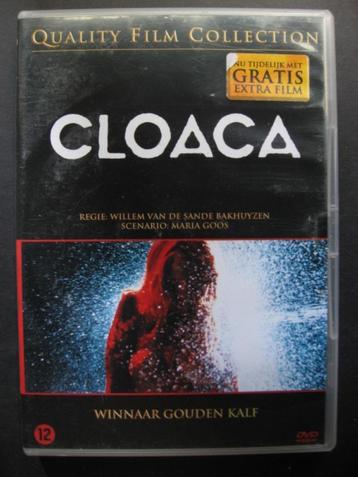 QUALITY FILM COLLECTION
NU TIJDELIJK MET
GRATIS
EXTRA FILM
CLOACA
REGIE: WILLEM VAN DE SANDE BAKHUYZEN
SCENARIO: MARIA GOOS
WINNAAR GOUDEN KALF
12
DVD